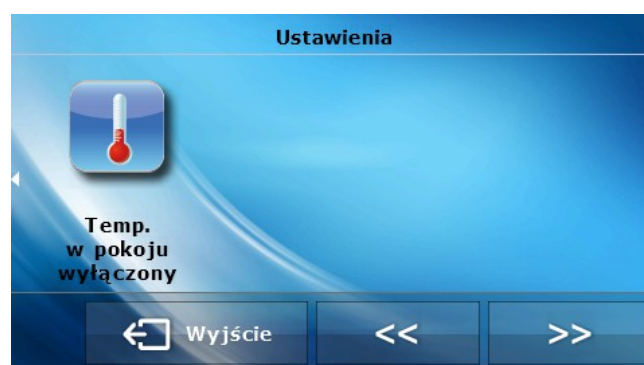 Ustawienia
Temp.
w pokoju
wyłączony
Wyjście
<<
>>